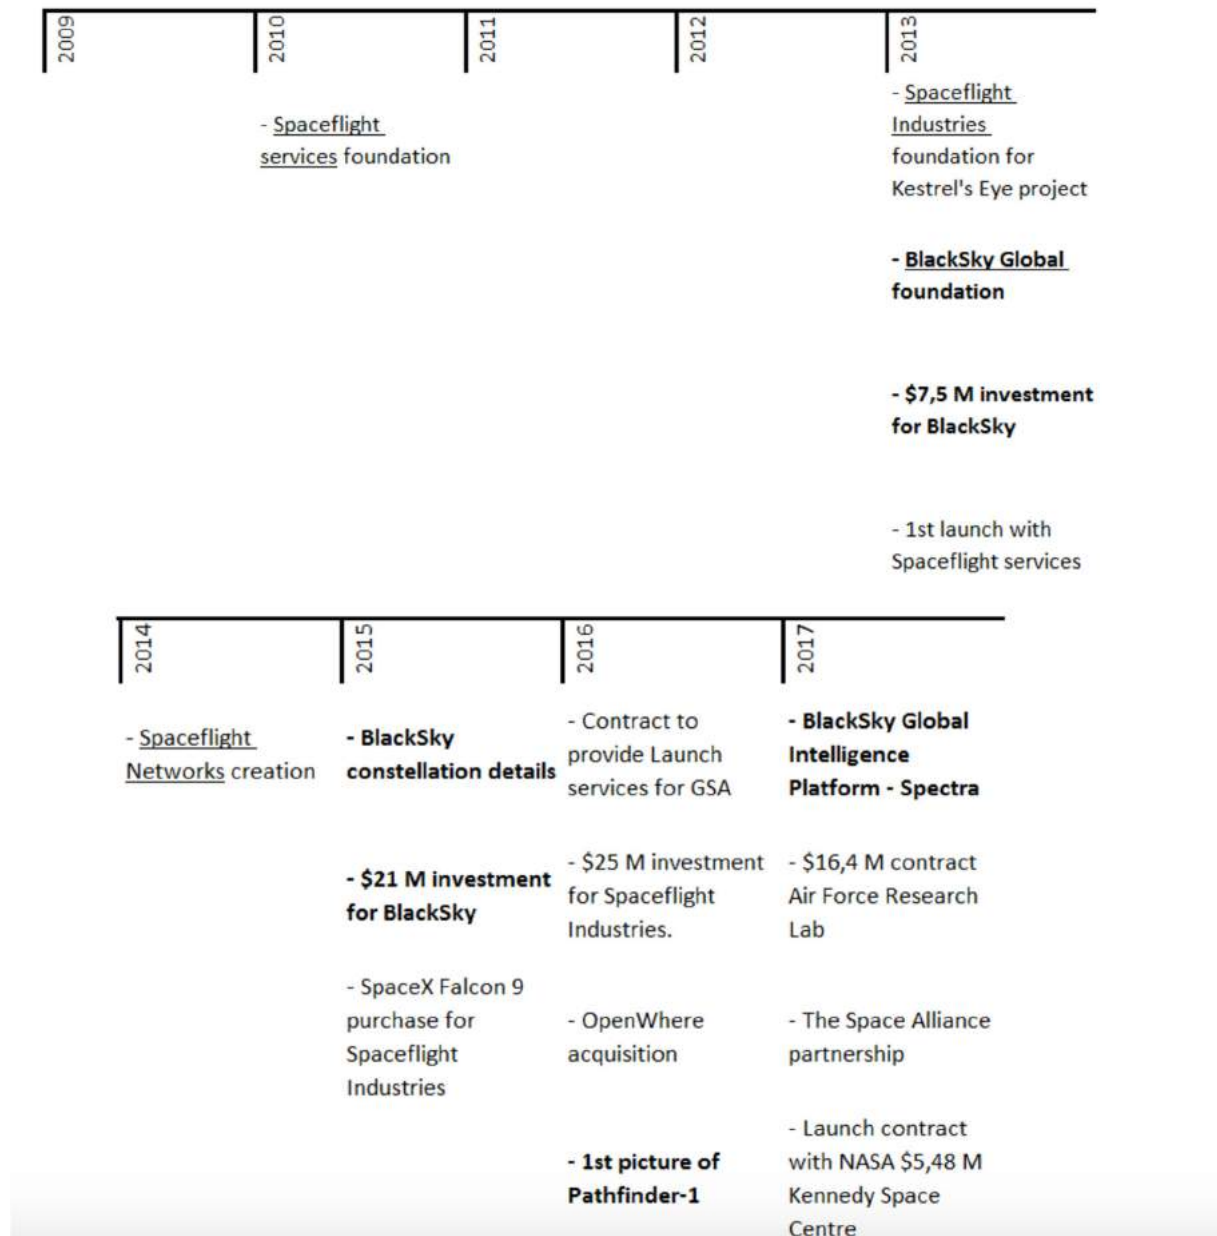 2009
2010
2011
2012
2013
- Spaceflight
services foundation
- Spaceflight
Industries
foundation for
Kestrel's Eye project
- BlackSky Global
foundation
- $7,5 M investment
for BlackSky
- 1st launch with
Spaceflight services
2014
2015
2016
2017
- Spaceflight
Networks creation
- BlackSky
constellation details
- $21 M investment
for BlackSky
- SpaceX Falcon 9
purchase for
Spaceflight
Industries
- Contract to
provide Launch
services for GSA
- $25 M investment
for Spaceflight
Industries.
- OpenWhere
acquisition
- 1st picture of
Pathfinder-1
- BlackSky Global
Intelligence
Platform - Spectra
- $16,4 M contract
Air Force Research
Lab
- The Space Alliance
partnership
- Launch contract
with NASA $5,48 M
Kennedy Space
Centre